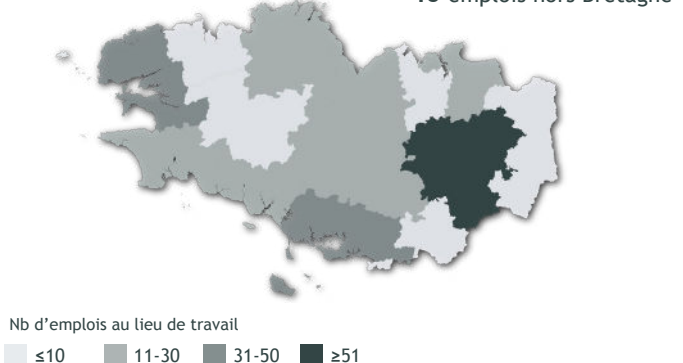 emplois hors Bretagne
Nb d'emplois au lieu de travail
≤10 11-30 31-50 ≥51